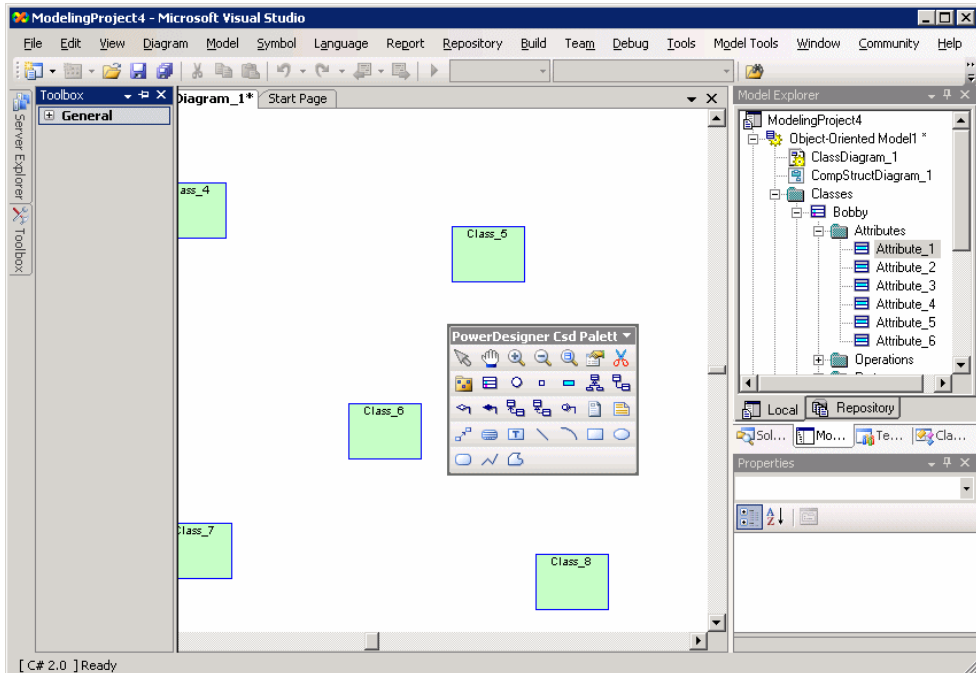 ModelingProject4 - Microsoft Visual Studio
File Edit View Diagram Model Symbol Language Report Repository Build Team Debug Tools Model Tools Window Community Help
Server Explorer
Toolbox
Toolbox
General
Diagram_1*
Start Page
ass_4
Class_5
PowerDesigner Csd Palett
Class_6
Class_7
Class_8
Model Explorer
ModelingProject4
Object-Oriented Model1 *
ClassDiagram_1
CompStructDiagram_1
Classes
Bobby
Attributes
Attribute_1
Attribute_2
Attribute_3
Attribute_4
Attribute_5
Attribute_6
Operations
Local
Repository
Sol...
Mo...
Te...
Cla...
Properties
[ C# 2.0 ]Ready